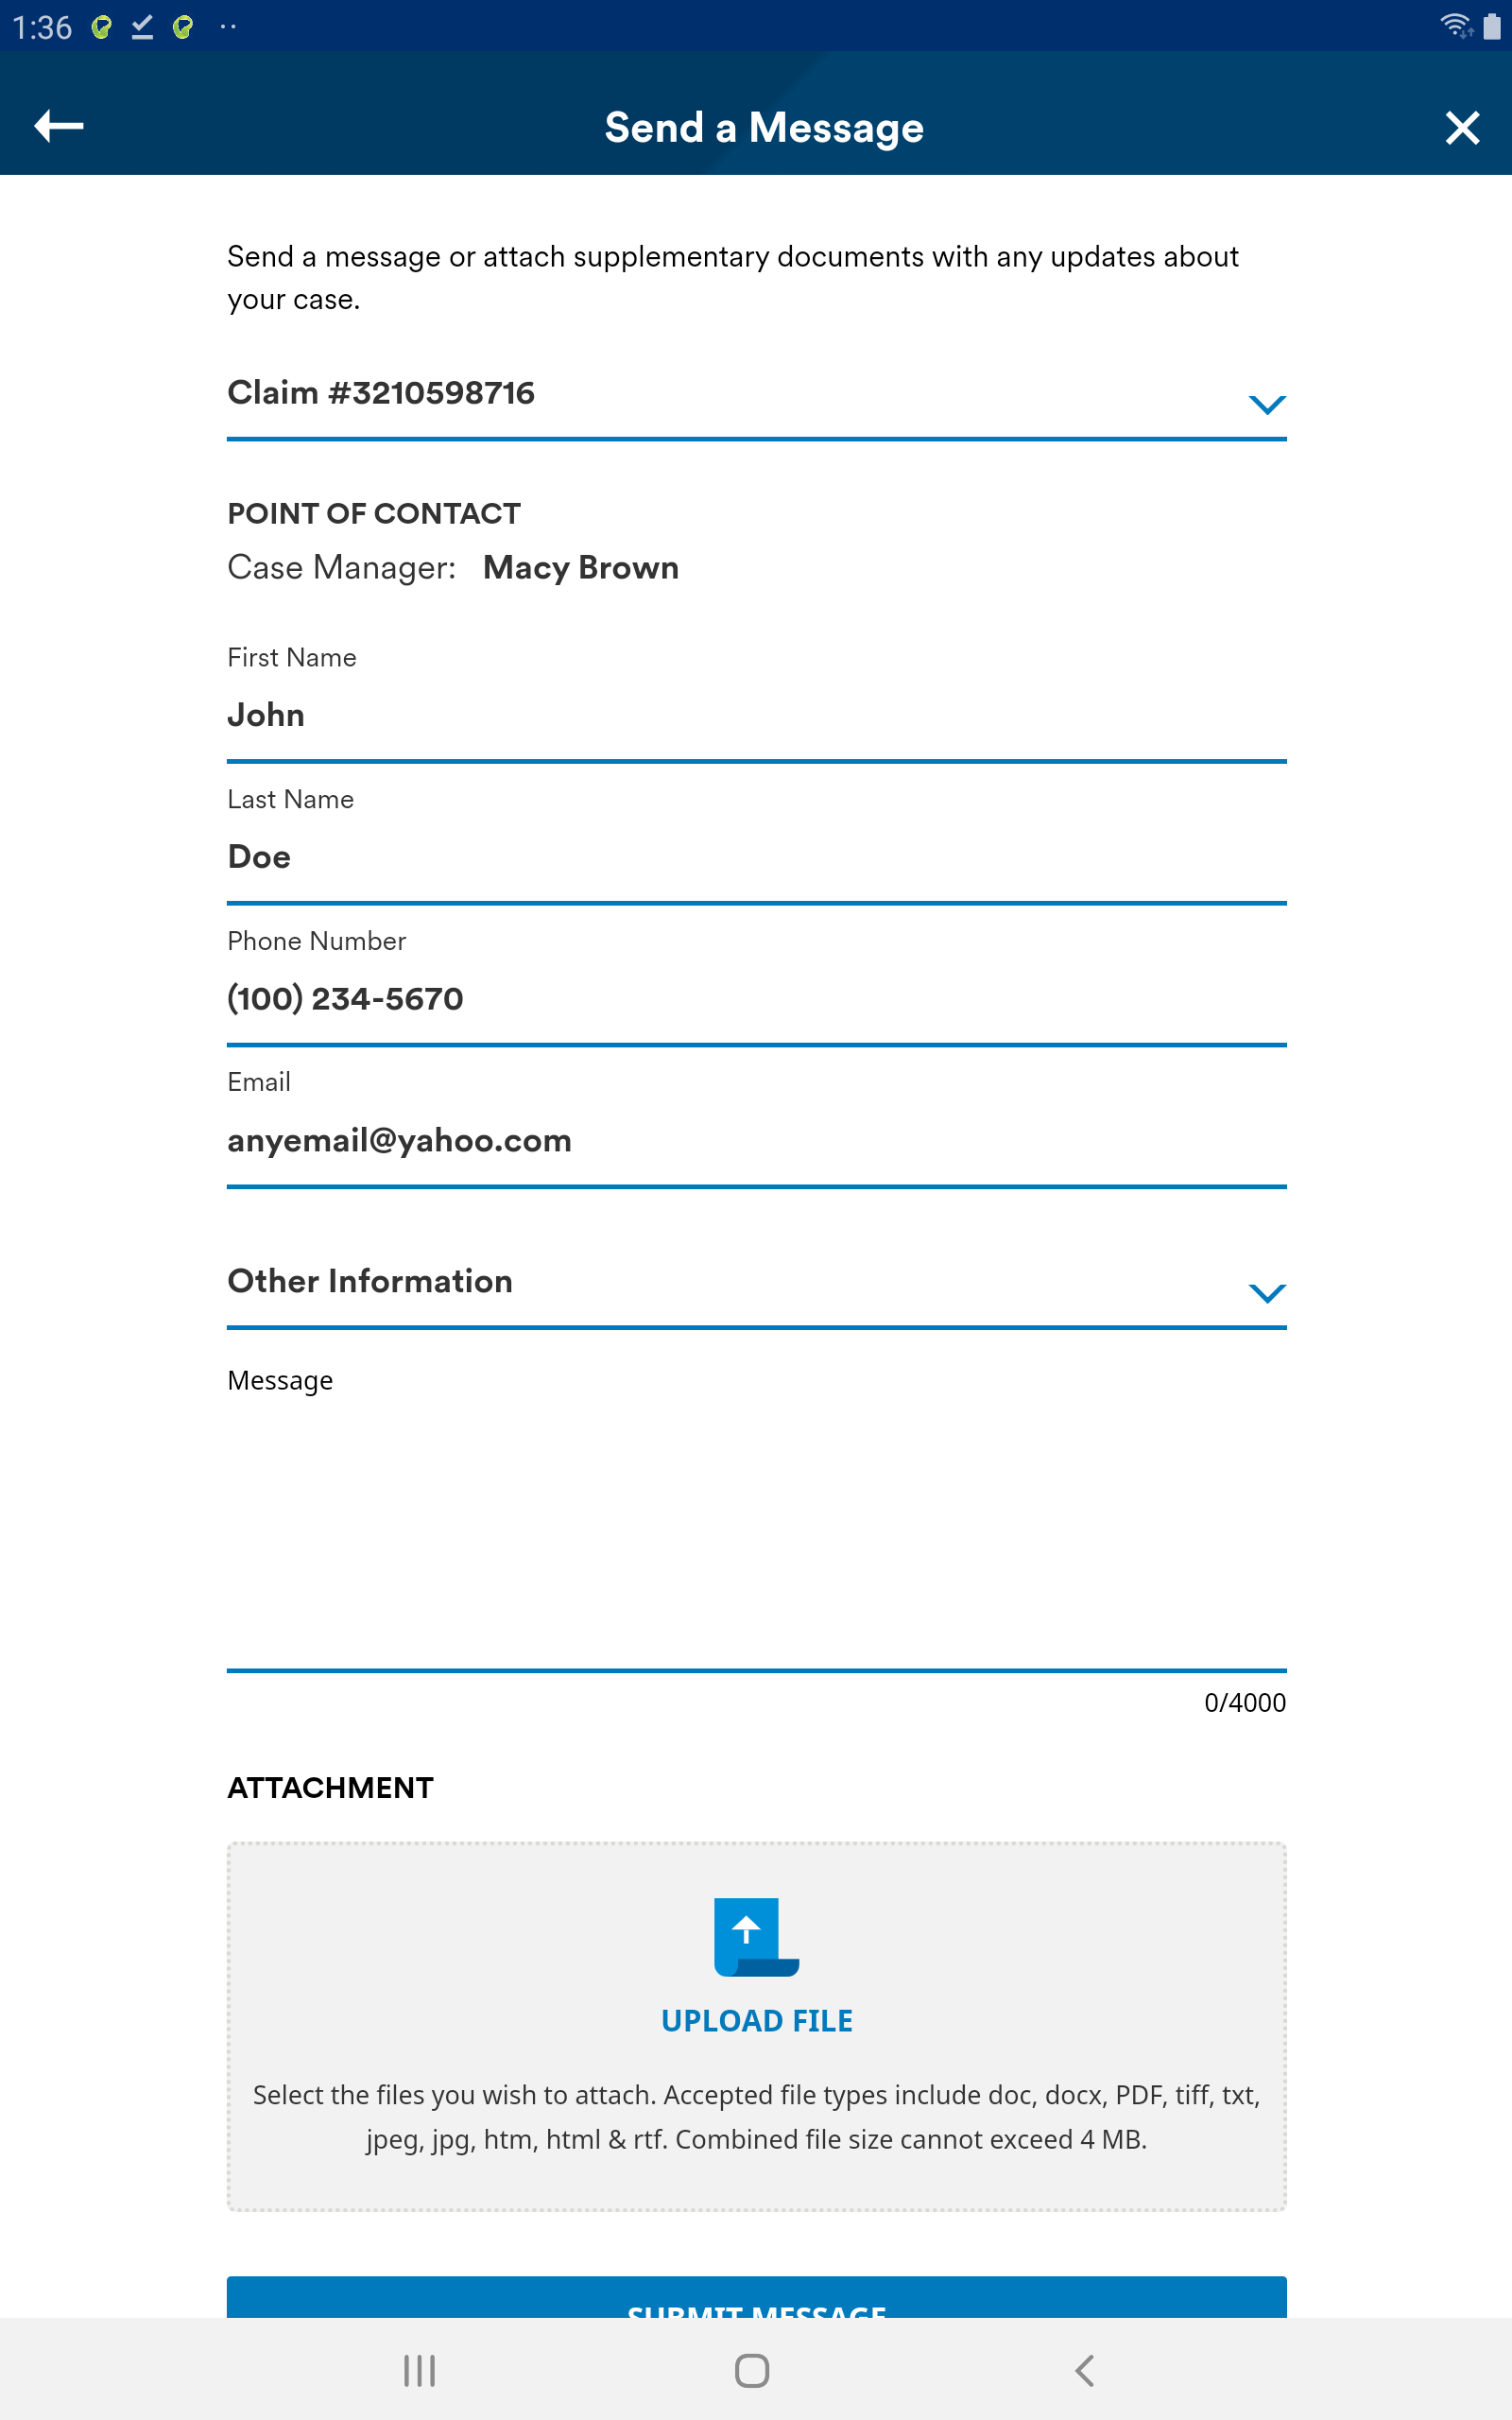 1:36
Send a Message
Send a message or attach supplementary documents with any updates about
your case.
Claim #3210598716
POINT OF CONTACT
Case Manager: Macy Brown
First Name
John
Last Name
Doe
Phone Number
(100) 234-5670
Email
anyemail@yahoo.com
Other Information
Message
0/4000
ATTACHMENT
UPLOAD FILE
Select the files you wish to attach. Accepted file types include doc, docx, PDF, tiff, txt,
jpeg, jpg, htm, html & rtf. Combined file size cannot exceed 4 MB.
SUBMIT MESSAGE